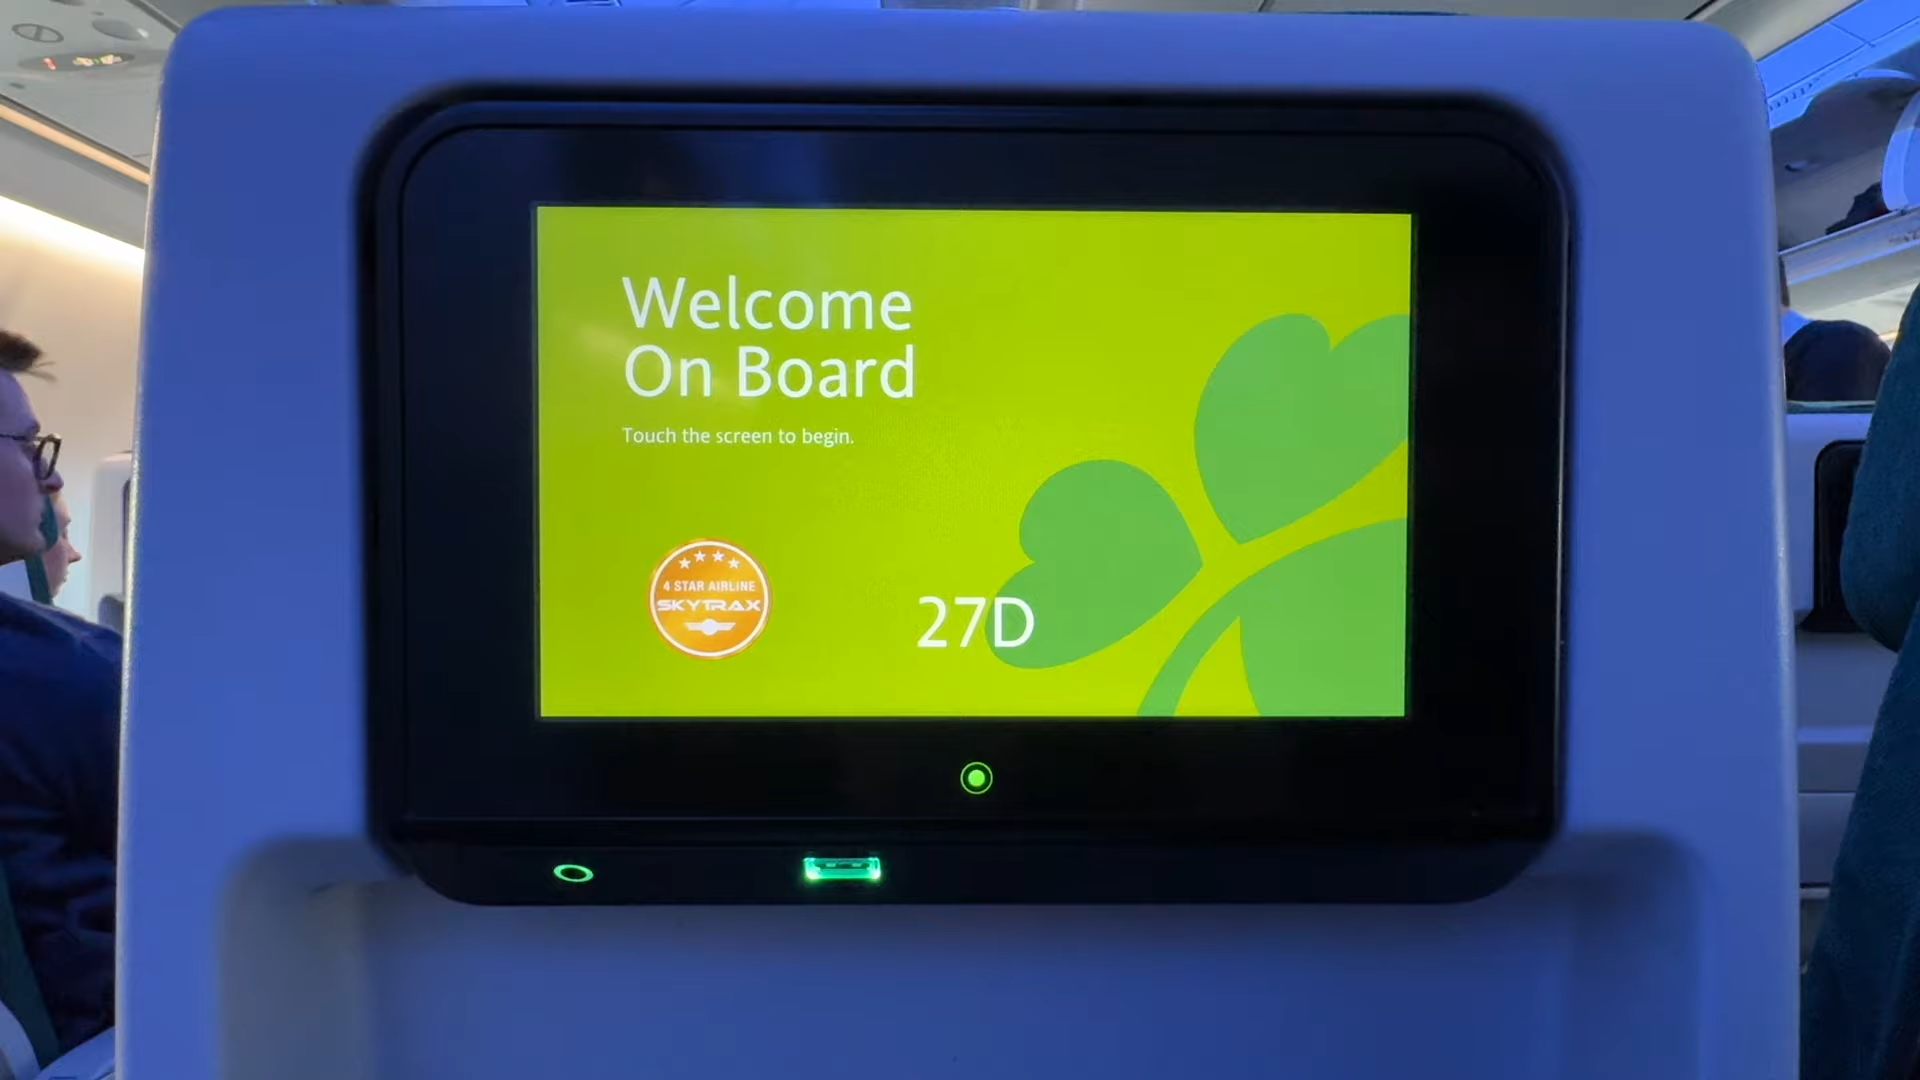 Welcome
On Board
Touch the screen to begin.
4 STAR AIRLINE
SKYTRAX
27D